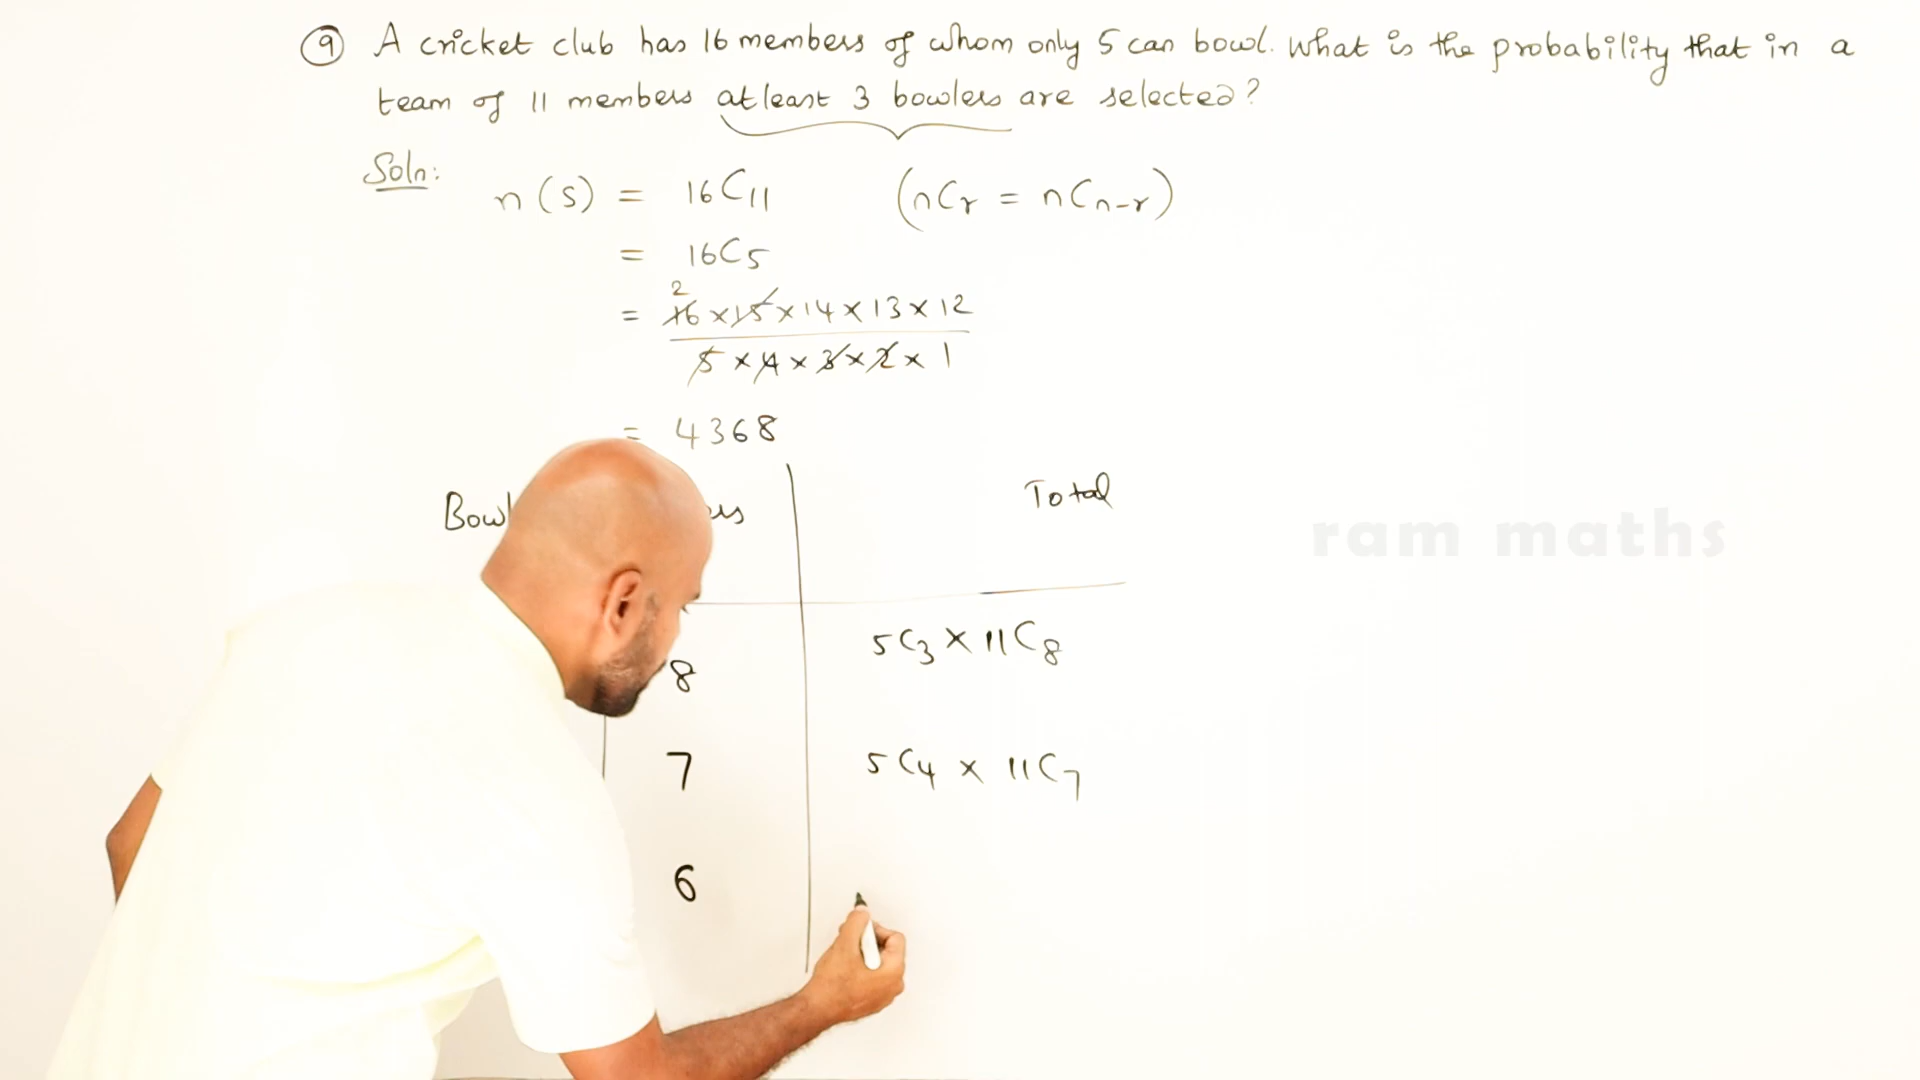 9 A cricket club has 16 members of whom only 5 can bowl. What is the probability that in a
team of 11 members atleast 3 bowlers are selected?
Soln:
n(s) = 16C11 (nCr = nCn-r)
= 16C5
2
= 16 × 15 × 14 × 13 × 12
5 × 4 × 3 × 2 × 1
= 4368
Total
ram maths
8 5C3 × 11C8
7 5C4 × 11C7
6